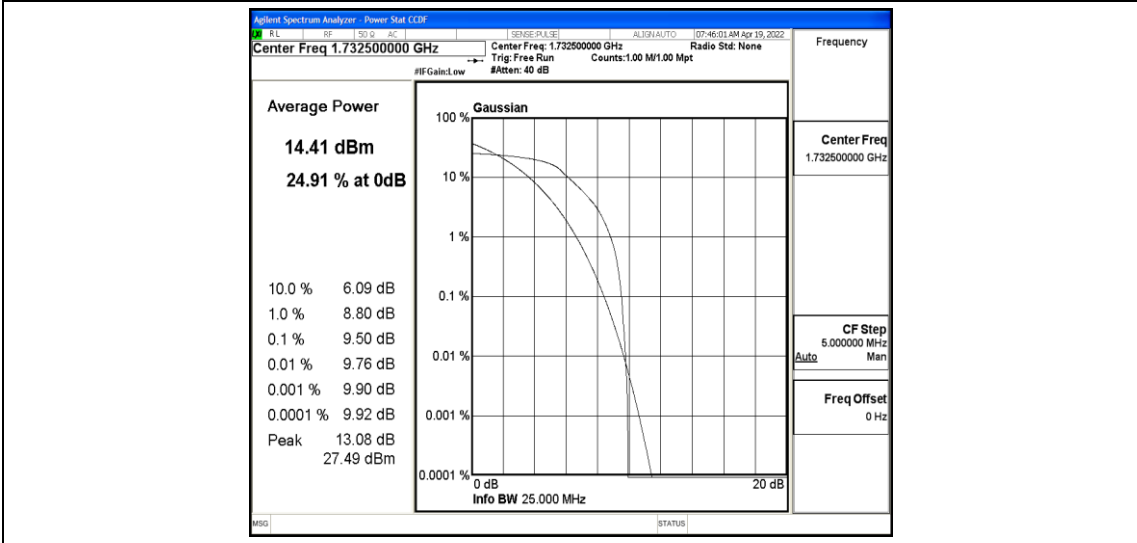 Agilent Spectrum Analyzer - Power Stat CCDF
LXI RL RF 50 Ω AC SENSE:PULSE ALIGNAUTO 07:46:01 AM Apr 19, 2022
Center Freq 1.732500000 GHz
Center Freq: 1.732500000 GHz Radio Std: None
Trig: Free Run Counts:1.00 M/1.00 Mpt
#IFGain:Low #Atten: 40 dB
Average Power
14.41 dBm
24.91 % at 0dB
10.0 % 6.09 dB
1.0 % 8.80 dB
0.1 % 9.50 dB
0.01 % 9.76 dB
0.001 % 9.90 dB
0.0001 % 9.92 dB
Peak 13.08 dB
27.49 dBm
Gaussian
100 %
10 %
1 %
0.1 %
0.01 %
0.001 %
0.0001 %
0 dB 20 dB
Info BW 25.000 MHz
Frequency
Center Freq
1.732500000 GHz
CF Step
5.000000 MHz
Auto Man
Freq Offset
0 Hz
MSG STATUS